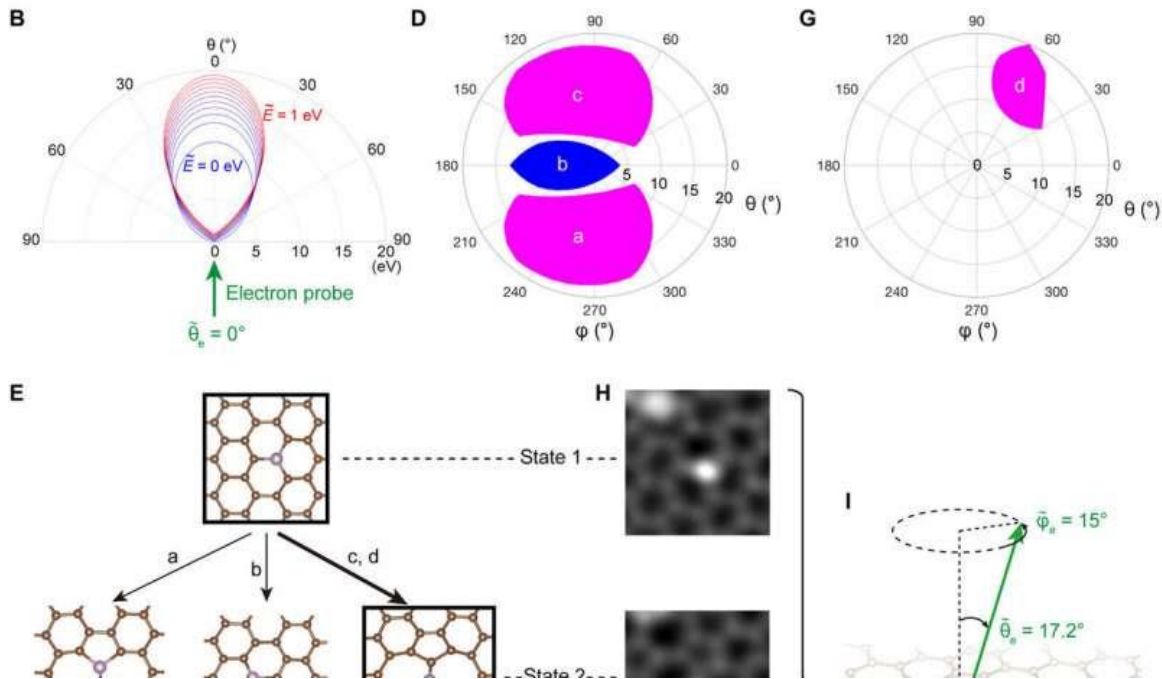 B
θ (°)
0
30
30
60
60
90
90
Ẽ = 1 eV
Ẽ = 0 eV
0
5
10
15
20
(eV)
Electron probe
θ̃e = 0°
D
90
120
60
150
30
180
0
210
330
240
300
270
c
b
a
5
10
15
20
θ (°)
φ (°)
G
90
120
60
150
30
180
0
210
330
240
300
270
d
0
5
10
15
20
θ (°)
φ (°)
E
State 1
a
b
c, d
State 2
H
I
φ̃e = 15°
θ̃e = 17.2°